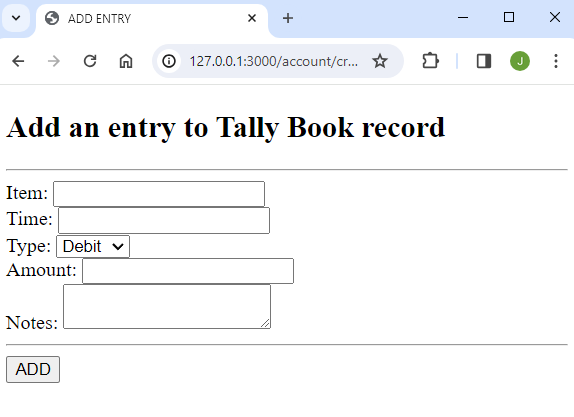 ADD ENTRY
127.0.0.1:3000/account/cr...
J
Add an entry to Tally Book record
Item:
Time:
Type: Debit
Amount:
Notes:
ADD